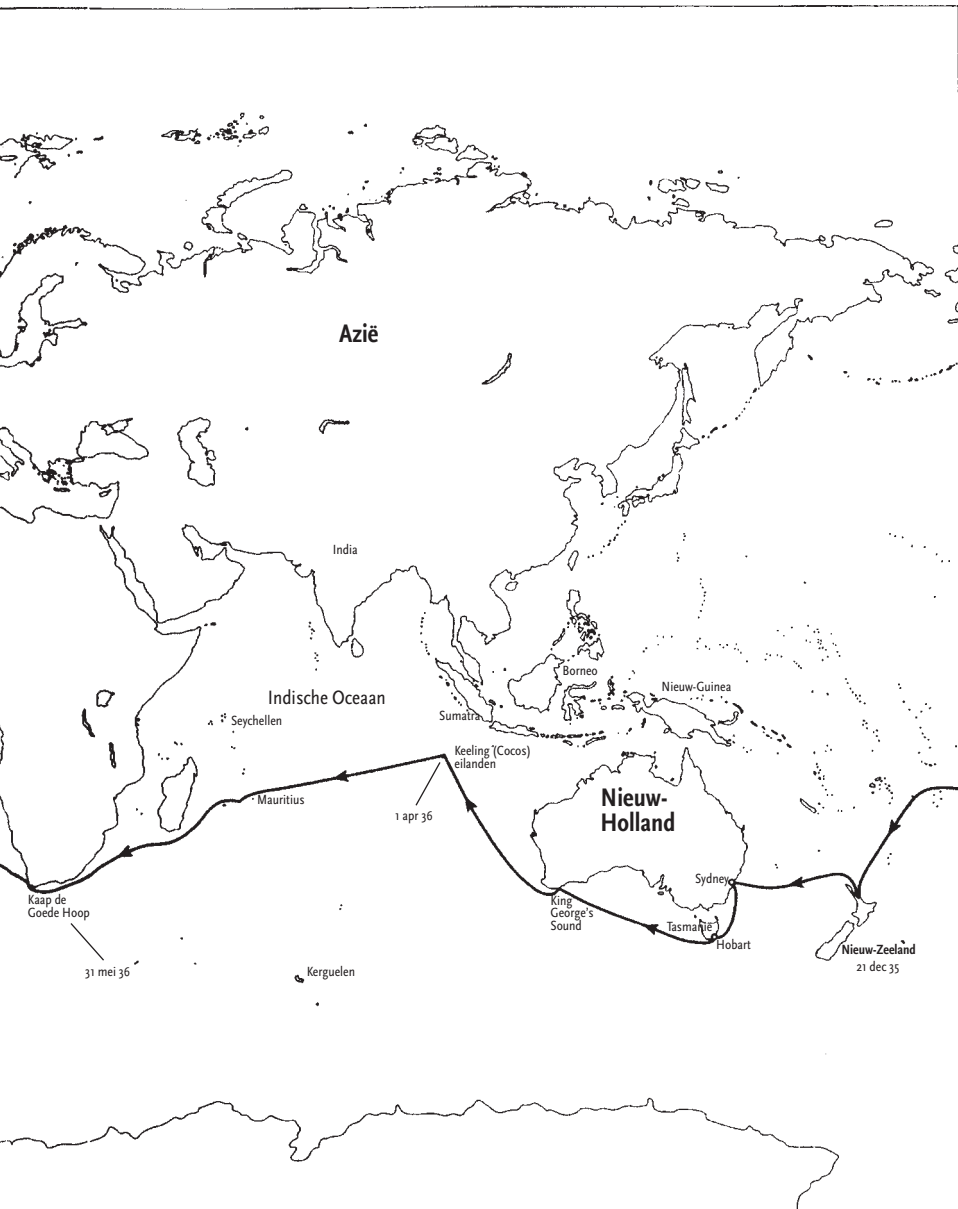 Azië
India
Borneo
Nieuw-Guinea
Indische Oceaan
Sumatra
Seychellen
Keeling (Cocos)
eilanden
Mauritius
1 apr 36
Nieuw-
Holland
Sydney
Kaap de
Goede Hoop
King
George's
Sound
Tasmanië
Hobart
Nieuw-Zeeland
21 dec 35
31 mei 36
Kerguelen